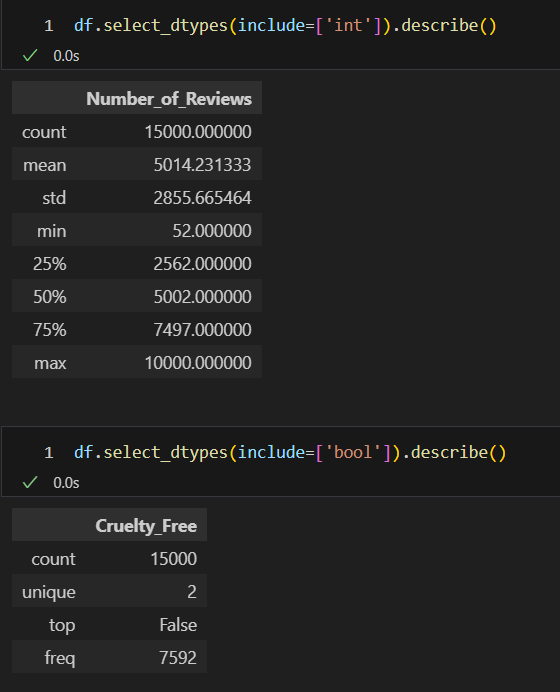 1 df.select_dtypes(include=['int']).describe()
✓ 0.0s
Number_of_Reviews
count 15000.000000
mean 5014.231333
std 2855.665464
min 52.000000
25% 2562.000000
50% 5002.000000
75% 7497.000000
max 10000.000000
1 df.select_dtypes(include=['bool']).describe()
✓ 0.0s
Cruelty_Free
count 15000
unique 2
top False
freq 7592